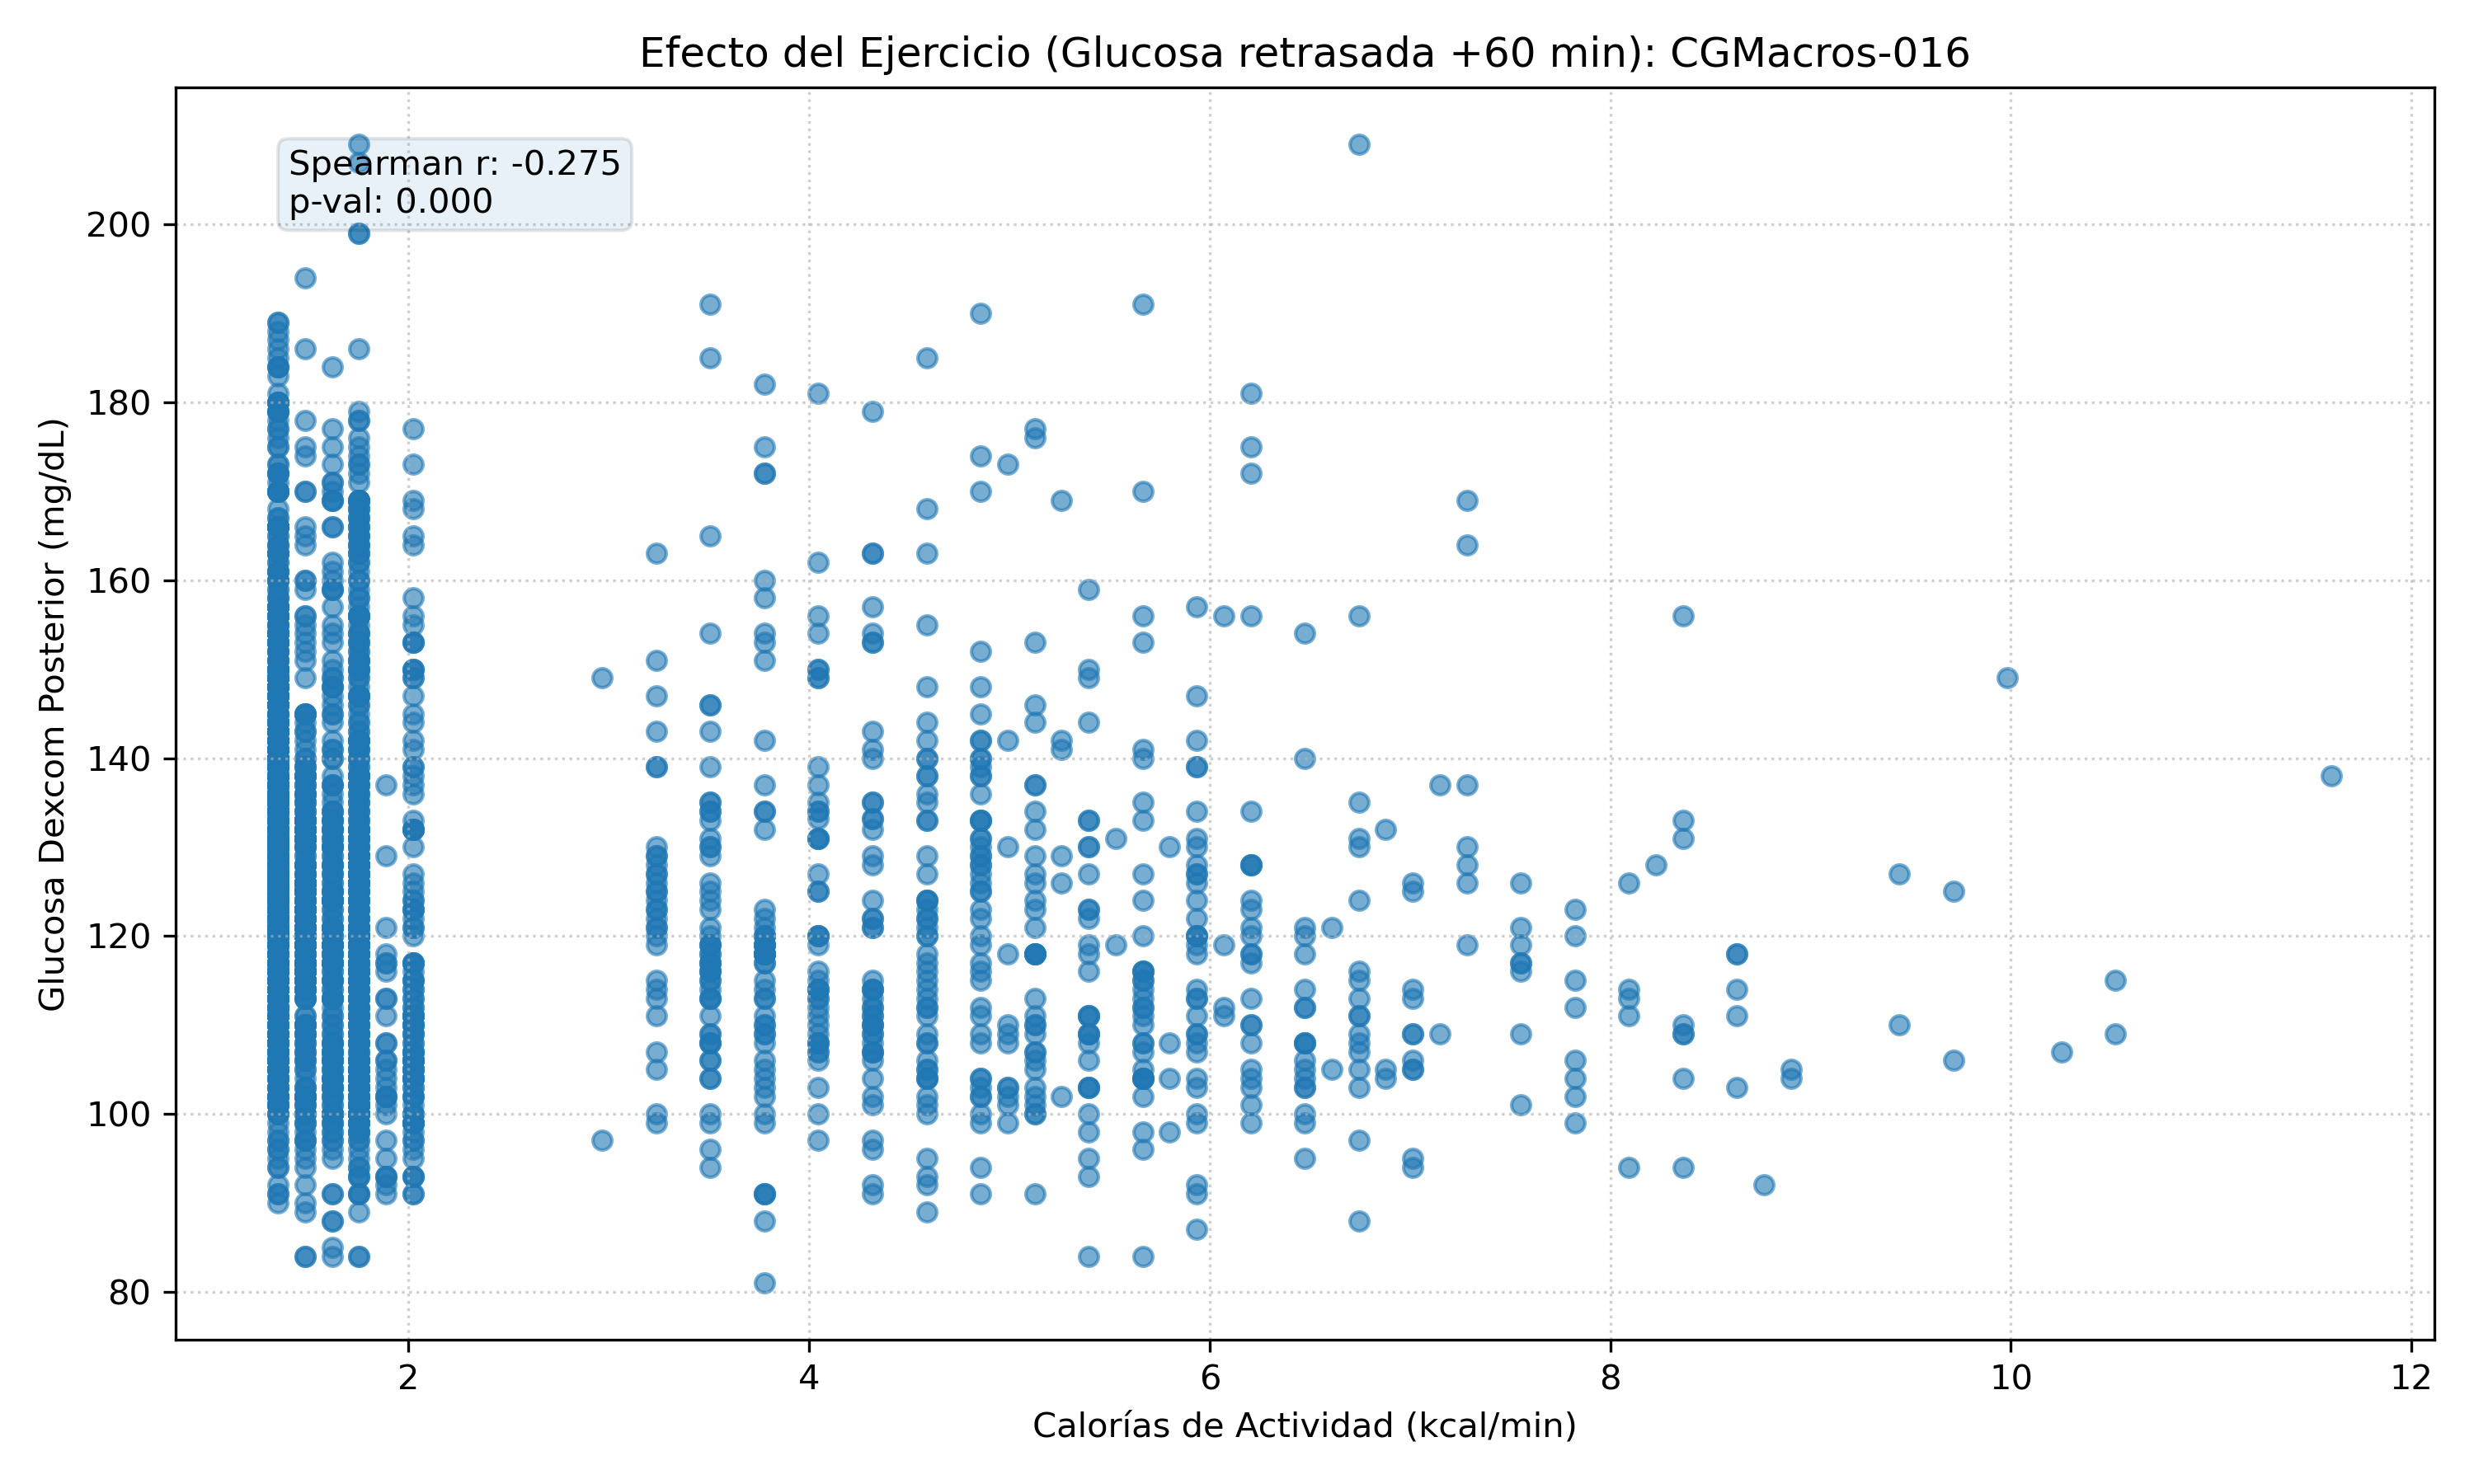 Efecto del Ejercicio (Glucosa retrasada +60 min): CGMacros-016
Spearman r: -0.275
p-val: 0.000
Glucosa Dexcom Posterior (mg/dL)
200
180
160
140
120
100
80
2 4 6 8 10 12
Calorías de Actividad (kcal/min)